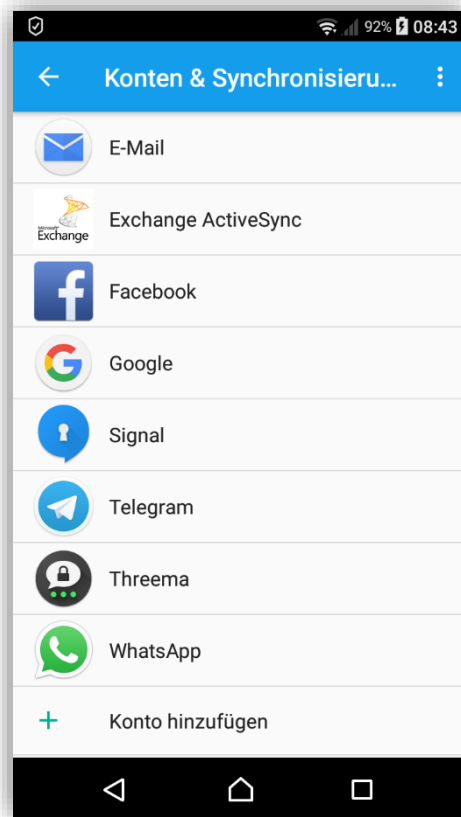 92% 08:43
Konten & Synchronisieru...
E-Mail
Microsoft
Exchange
Exchange ActiveSync
Facebook
Google
Signal
Telegram
Threema
WhatsApp
Konto hinzufügen